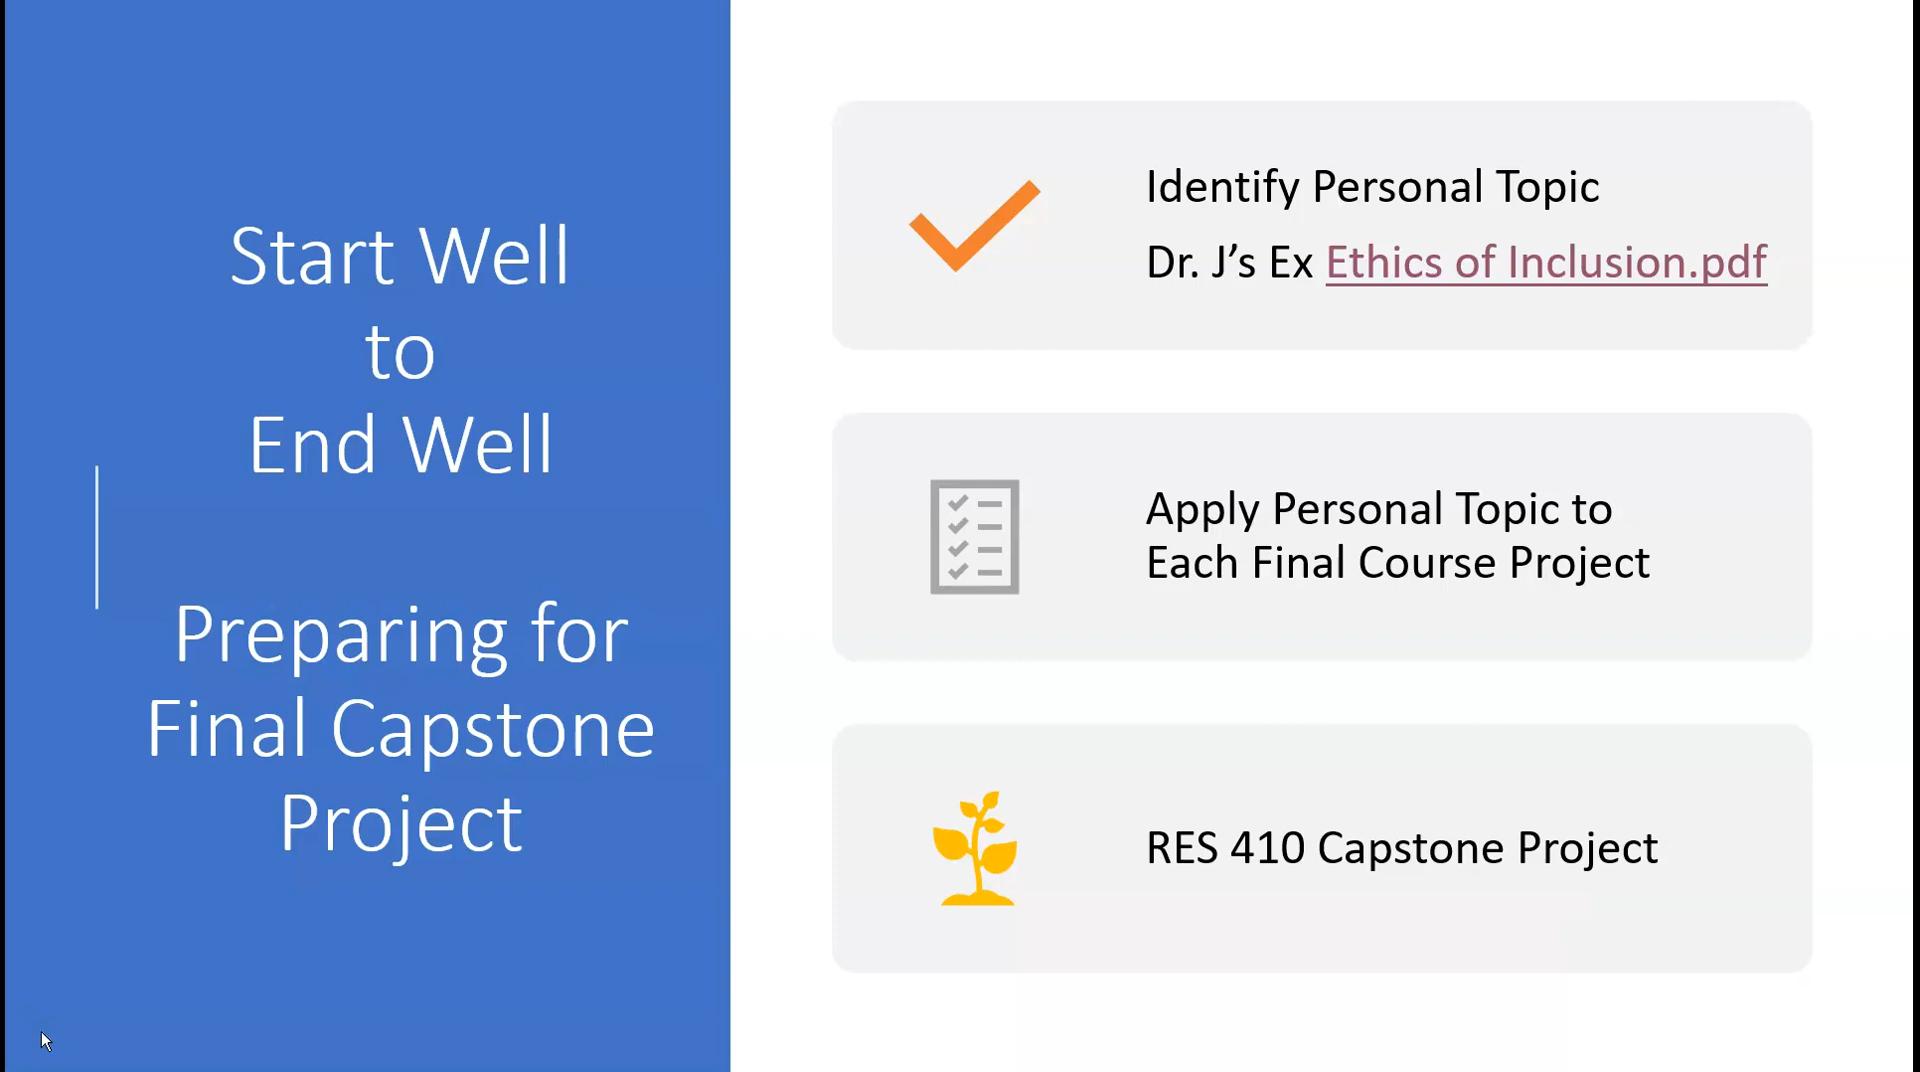 Start Well
to
End Well
Preparing for
Final Capstone
Project
Identify Personal Topic
Dr. J’s Ex Ethics of Inclusion.pdf
Apply Personal Topic to
Each Final Course Project
RES 410 Capstone Project